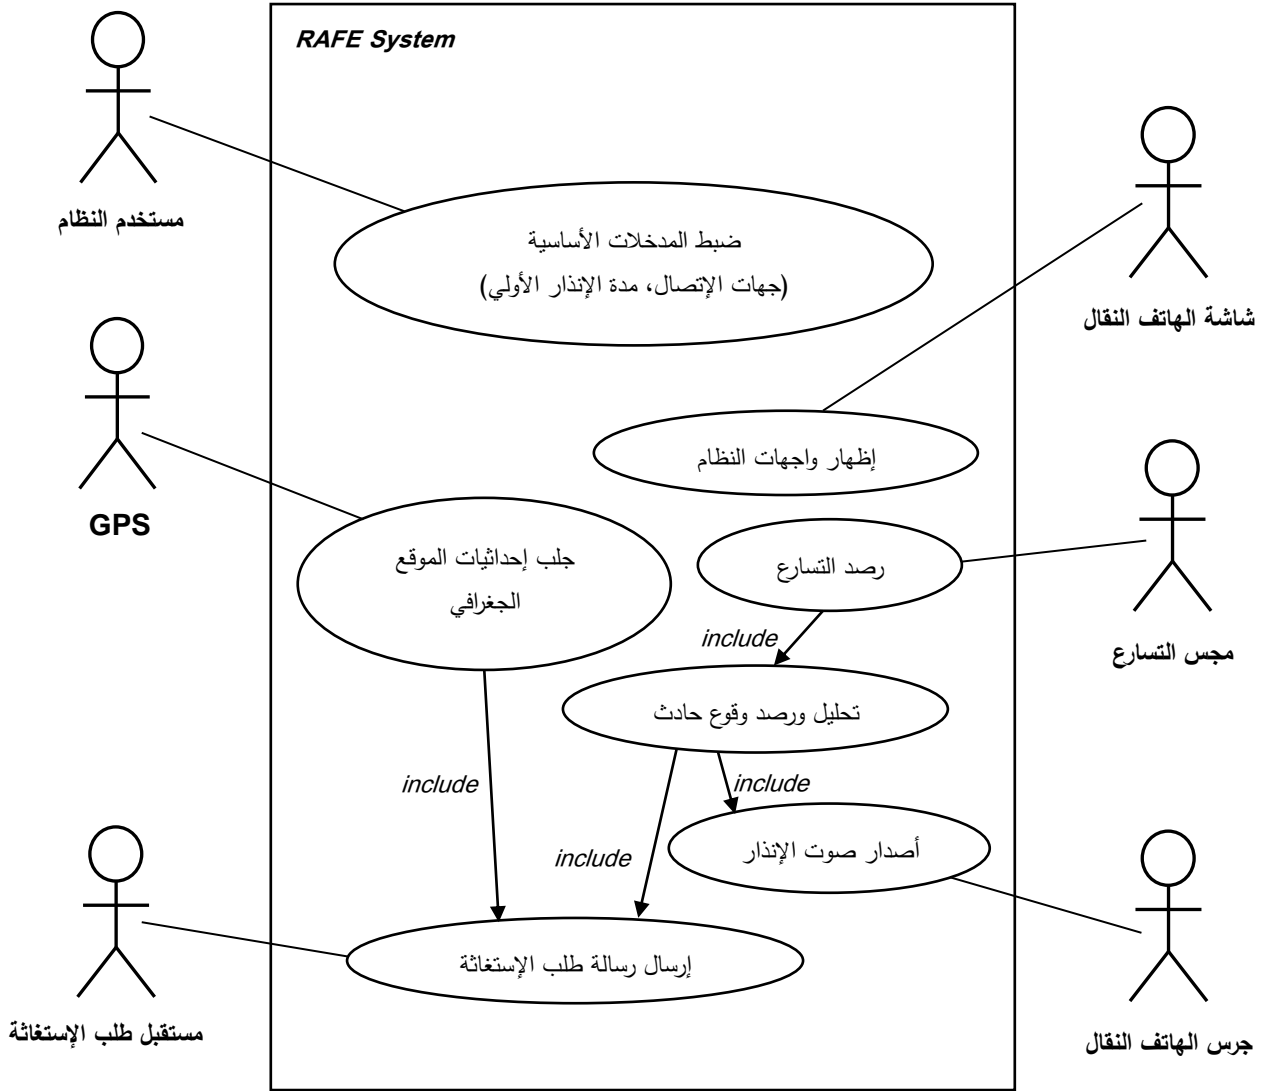 RAFE System
مستخدم النظام
ضبط المدخلات الأساسية
(جهات الإتصال، مدة الإنذار الأولي)
شاشة الهاتف النقال
إظهار واجهات النظام
GPS
جلب إحداثيات الموقع
الجغرافي
رصد التسارع
مجس التسارع
include
تحليل ورصد وقوع حادث
include
include
include
أصدار صوت الإنذار
إرسال رسالة طلب الإستغاثة
مستقبل طلب الإستغاثة
جرس الهاتف النقال